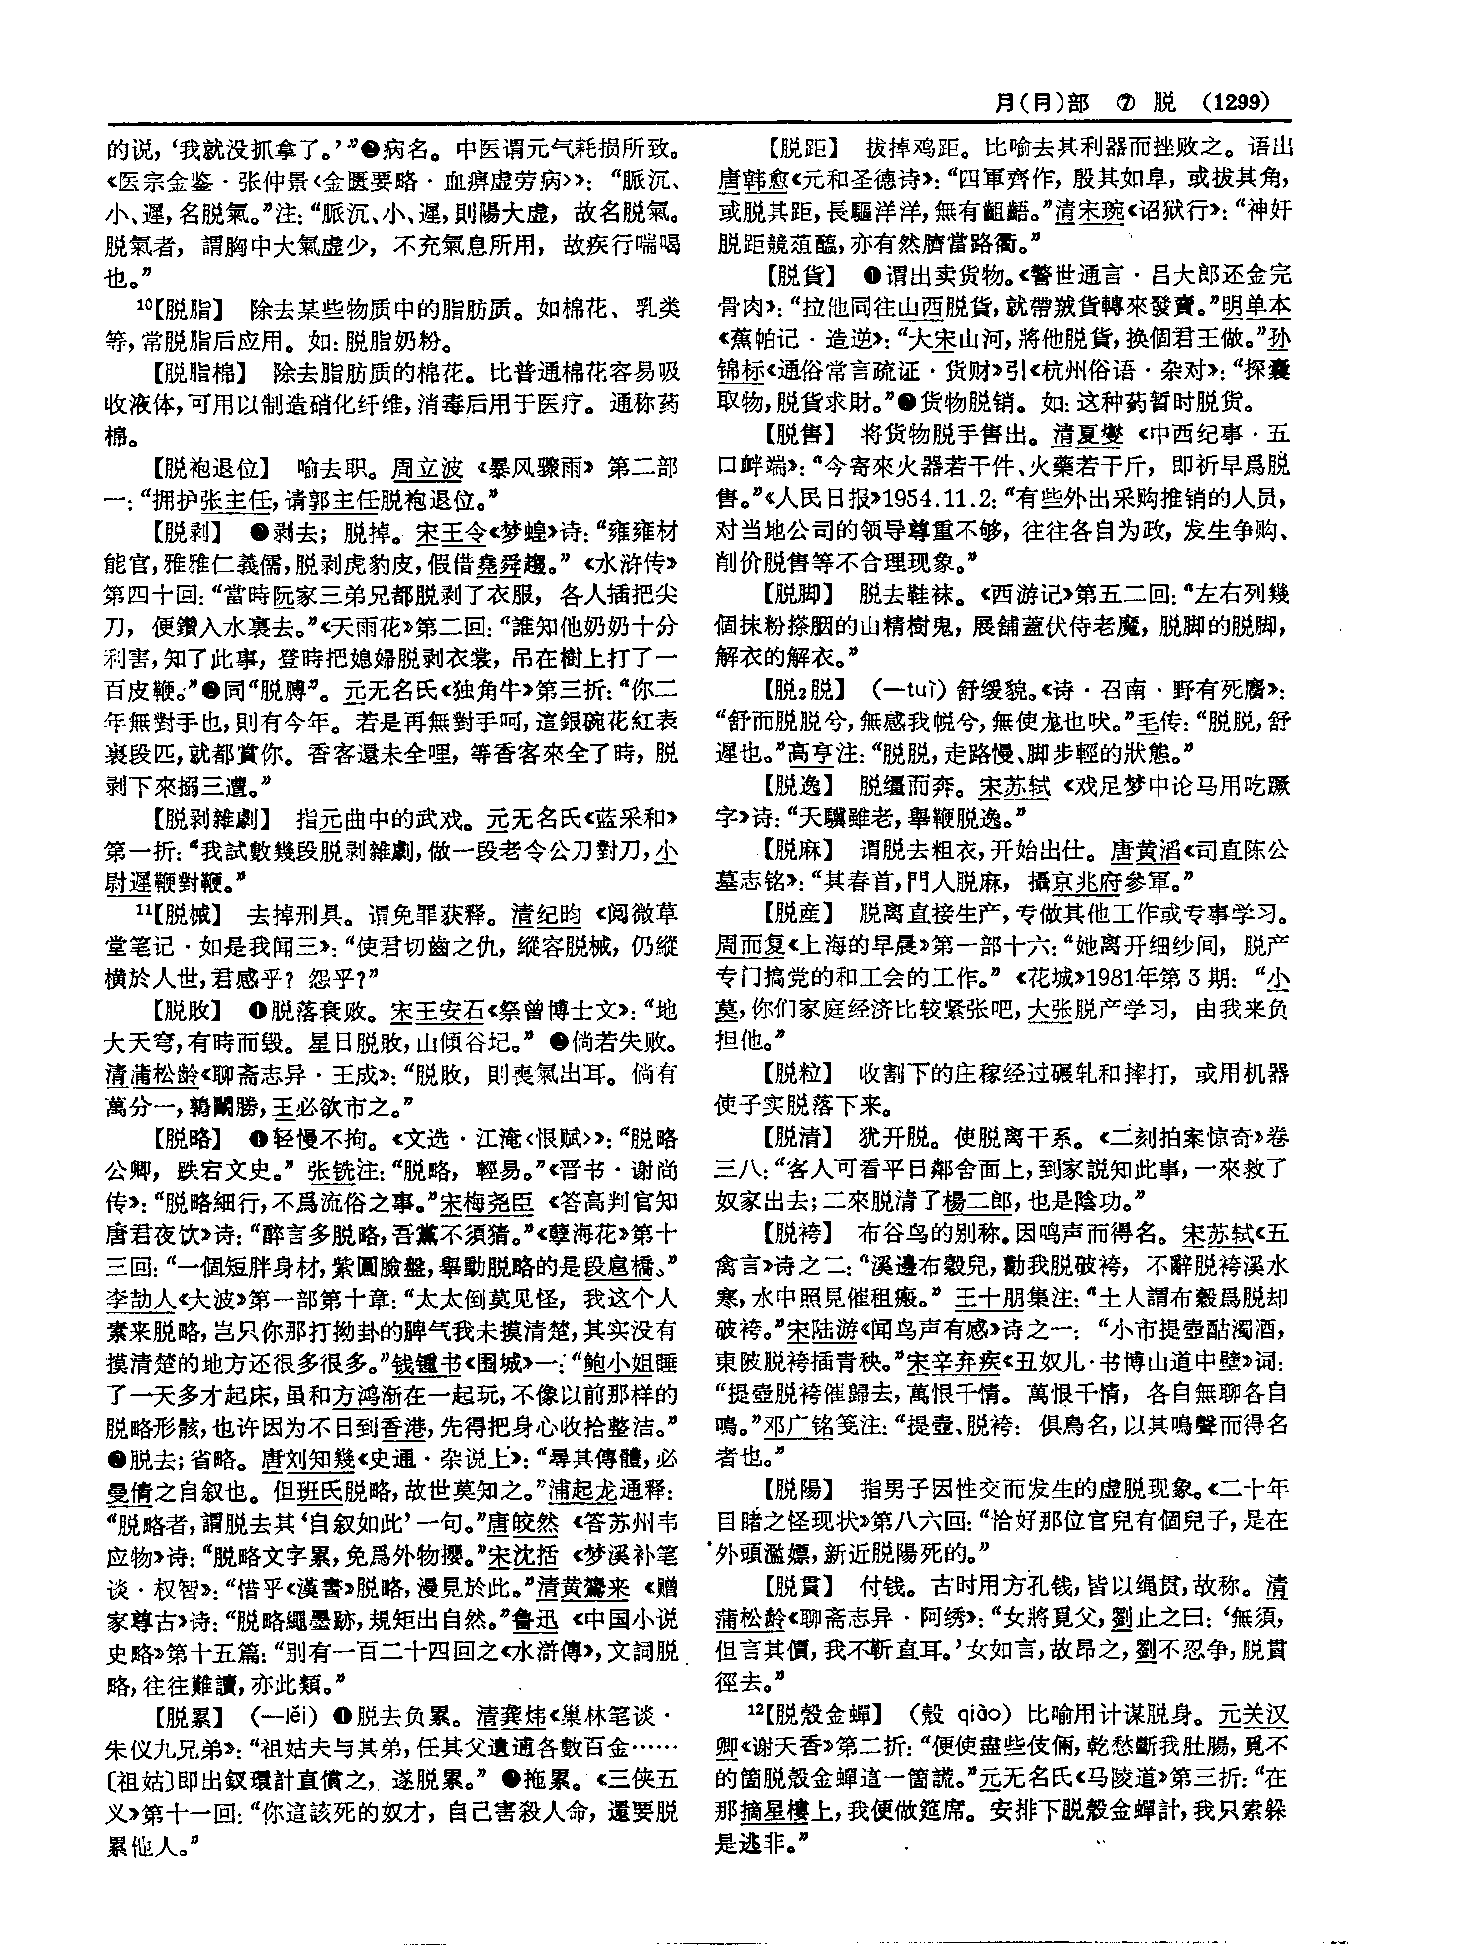 月(⺼)部 ⑦ 脱 (1299)
的说，‘我就没抓拿了。’”❷病名。中医谓元气耗损所致。
《医宗金鉴·张仲景〈金匮要略·血痹虚劳病〉》：“脈沉、
小、遲，名脱氣。”注：“脈沉、小、遲，則陽大虚，故名脱氣。
脱氣者，謂胸中大氣虚少，不充氣息所用，故疾行喘喝
也。”
10【脱脂】 除去某些物质中的脂肪质。如棉花、乳类
等，常脱脂后应用。如：脱脂奶粉。
【脱脂棉】 除去脂肪质的棉花。比普通棉花容易吸
收液体，可用以制造硝化纤维，消毒后用于医疗。通称药
棉。
【脱袍退位】 喻去职。周立波《暴风骤雨》第二部
一：“拥护张主任，请郭主任脱袍退位。”
【脱剥】 ❶剥去；脱掉。宋王令《梦蝗》诗：“雍雍材
能官，雅雅仁義儒，脱剥虎豹皮，假借堯舜趨。”《水浒传》
第四十回：“當時阮家三弟兄都脱剥了衣服，各人插把尖
刀，便鑽入水裏去。”《天雨花》第二回：“誰知他奶奶十分
利害，知了此事，登時把媳婦脱剥衣裳，吊在樹上打了一
百皮鞭。”❷同“脱膊”。元无名氏《独角牛》第三折：“你二
年無對手也，則有今年。若是再無對手呵，這銀碗花紅表
裏段匹，就都賞你。香客還未全哩，等香客來全了時，脱
剥下來搦三遭。”
【脱剥雜劇】 指元曲中的武戏。元无名氏《蓝采和》
第一折：“我試數幾段脱剥雜劇，做一段老令公刀對刀，小
尉遲鞭對鞭。”
11【脱械】 去掉刑具。谓免罪获释。清纪昀《阅微草
堂笔记·如是我闻三》：“使君切齒之仇，縱容脱械，仍縱
横於人世，君感乎？怨乎？”
【脱敗】 ❶脱落衰败。宋王安石《祭曾博士文》：“地
大天穹，有時而毁。星日脱敗，山傾谷圮。”❷倘若失败。
清蒲松龄《聊斋志异·王成》：“脱敗，則喪氣出耳。倘有
萬分一，鶉鬭勝，王必欲市之。”
【脱略】 ❶轻慢不拘。《文选·江淹〈恨赋〉》：“脱略
公卿，跌宕文史。”张铣注：“脱略，輕易。”《晋书·谢尚
传》：“脱略細行，不爲流俗之事。”宋梅尧臣《答高判官知
唐君夜饮》诗：“醉言多脱略，吾黨不須猜。”《孽海花》第十
三回：“一個短胖身材，紫圓臉盤，舉動脱略的是段扈橋。”
李劼人《大波》第一部第十章：“太太倒莫见怪，我这个人
素来脱略，岂只你那打拗卦的脾气我未摸清楚，其实没有
摸清楚的地方还很多很多。”钱锺书《围城》一：“鲍小姐睡
了一天多才起床，虽和方鸿渐在一起玩，不像以前那样的
脱略形骸，也许因为不日到香港，先得把身心收拾整洁。”
❷脱去；省略。唐刘知幾《史通·杂说上》：“尋其傳體，必
曼倩之自叙也。但班氏脱略，故世莫知之。”浦起龙通释：
“脱略者，謂脱去其‘自叙如此’一句。”唐皎然《答苏州韦
应物》诗：“脱略文字累，免爲外物攖。”宋沈括《梦溪补笔
谈·权智》：“惜乎《漢書》脱略，漫見於此。”清黄鷟来《赠
家尊古》诗：“脱略繩墨跡，規矩出自然。”鲁迅《中国小说
史略》第十五篇：“别有一百二十四回之《水滸傳》，文詞脱
略，往往難讀，亦此類。”
【脱累】 （—lěi）❶脱去负累。清龚炜《巢林笔谈·
朱仪九兄弟》：“祖姑夫与其弟，任其父遺逋各數百金……
〔祖姑〕即出釵環計直償之，遂脱累。”❷拖累。《三侠五
义》第十一回：“你這該死的奴才，自己害殺人命，還要脱
累他人。”
【脱距】 拔掉鸡距。比喻去其利器而挫败之。语出
唐韩愈《元和圣德诗》：“四軍齊作，殷其如阜，或拔其角，
或脱其距，長驅洋洋，無有齟齬。”清宋琬《诏狱行》：“神奸
脱距競葅醢，亦有然臍當路衢。”
【脱貨】 ❶谓出卖货物。《警世通言·吕大郎还金完
骨肉》：“拉他同往山西脱貨，就帶羢貨轉來發賣。”明单本
《蕉帕记·造逆》：“大宋山河，將他脱貨，换個君王做。”孙
锦标《通俗常言疏证·货财》引《杭州俗语·杂对》：“探囊
取物，脱貨求財。”❷货物脱销。如：这种药暂时脱货。
【脱售】 将货物脱手售出。清夏燮《中西纪事·五
口衅端》：“今寄來火器若干件、火藥若干斤，即祈早爲脱
售。”《人民日报》1954.11.2：“有些外出采购推销的人员，
对当地公司的领导尊重不够，往往各自为政，发生争购、
削价脱售等不合理现象。”
【脱脚】 脱去鞋袜。《西游记》第五二回：“左右列幾
個抹粉搽胭的山精樹鬼，展鋪蓋伏侍老魔，脱脚的脱脚，
解衣的解衣。”
【脱₂脱】 （—tuì）舒缓貌。《诗·召南·野有死麕》：
“舒而脱脱兮，無感我帨兮，無使尨也吠。”毛传：“脱脱，舒
遲也。”高亨注：“脱脱，走路慢、脚步輕的狀態。”
【脱逸】 脱缰而奔。宋苏轼《戏足梦中论马用吃蹶
字》诗：“天驥雖老，舉鞭脱逸。”
【脱麻】 谓脱去粗衣，开始出仕。唐黄滔《司直陈公
墓志铭》：“其春首，門人脱麻，攝京兆府參軍。”
【脱産】 脱离直接生产，专做其他工作或专事学习。
周而复《上海的早晨》第一部十六：“她离开细纱间，脱产
专门搞党的和工会的工作。”《花城》1981年第3期：“小
莫，你们家庭经济比较紧张吧，大张脱产学习，由我来负
担他。”
【脱粒】 收割下的庄稼经过碾轧和摔打，或用机器
使子实脱落下来。
【脱清】 犹开脱。使脱离干系。《二刻拍案惊奇》卷
三八：“客人可看平日鄰舍面上，到家説知此事，一來救了
奴家出去；二來脱清了楊二郎，也是陰功。”
【脱袴】 布谷鸟的别称。因鸣声而得名。宋苏轼《五
禽言》诗之二：“溪邊布穀兒，勸我脱破袴，不辭脱袴溪水
寒，水中照見催租瘢。”王十朋集注：“土人謂布穀爲脱却
破袴。”宋陆游《闻鸟声有感》诗之一：“小市提壺酤濁酒，
東陂脱袴插青秧。”宋辛弃疾《丑奴儿·书博山道中壁》词：
“提壺脱袴催歸去，萬恨千情。萬恨千情，各自無聊各自
鳴。”邓广铭笺注：“提壺、脱袴：俱鳥名，以其鳴聲而得名
者也。”
【脱陽】 指男子因性交而发生的虚脱现象。《二十年
目睹之怪现状》第八六回：“恰好那位官兒有個兒子，是在
外頭濫嫖，新近脱陽死的。”
【脱貫】 付钱。古时用方孔钱，皆以绳贯，故称。清
蒲松龄《聊斋志异·阿绣》：“女將覓父，劉止之曰：‘無須，
但言其價，我不靳直耳。’女如言，故昂之，劉不忍争，脱貫
徑去。”
12【脱殼金蟬】 （殼 qiào）比喻用计谋脱身。元关汉
卿《谢天香》第二折：“便使盡些伎倆，乾愁斷我肚腸，覓不
的箇脱殼金蟬這一箇謊。”元无名氏《马陵道》第三折：“在
那摘星樓上，我便做筵席。安排下脱殼金蟬計，我只索躲
是逃非。”